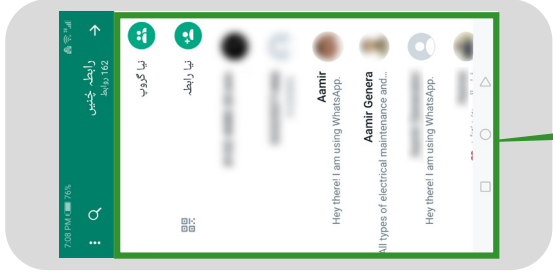 7:08 PM 76%
رابطہ چنیں
162 روابط
نیا گروپ
نیا رابطہ
Aamir
Hey there! I am using WhatsApp.
Aamir Genera
All types of electrical maintenance and...
Hey there! I am using WhatsApp.